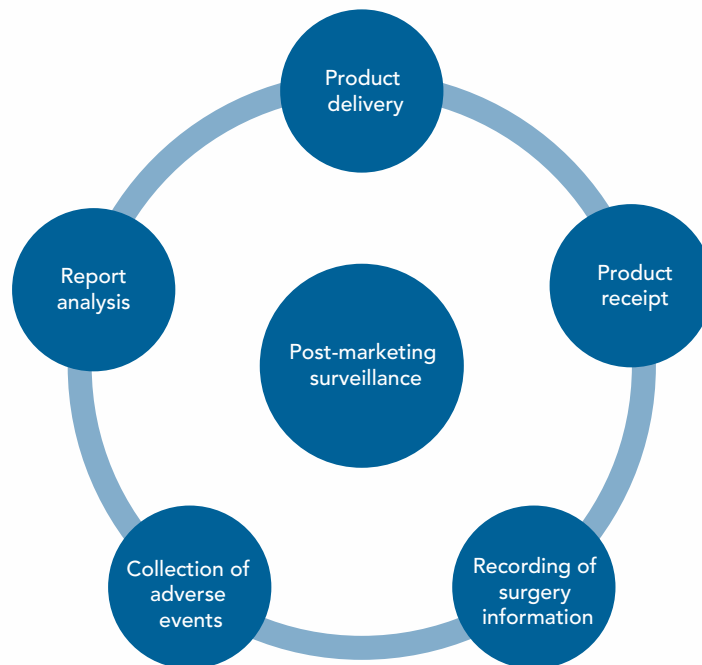 Product
delivery
Product
receipt
Report
analysis
Post-marketing
surveillance
Recording of
surgery
information
Collection of
adverse
events